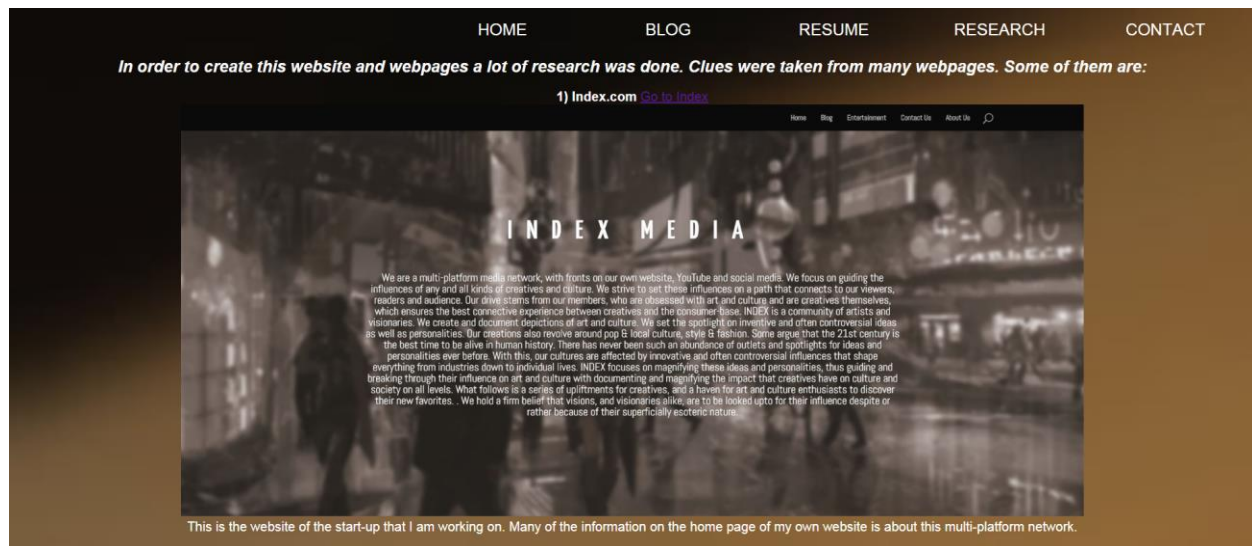 HOME BLOG RESUME RESEARCH CONTACT
In order to create this website and webpages a lot of research was done. Clues were taken from many webpages. Some of them are:
1) Index.com Go to Index
Home Blog Entertainment Contact Us About Us
INDEX MEDIA
We are a multi-platform media network, with fronts on our own website, YouTube and social media. We focus on guiding the
influences of any and all kinds of creatives and culture. We strive to set these influences on a path that connects to our viewers,
readers and audience. Our drive stems from our members, who are obsessed with art and culture and are creatives themselves,
which ensures the best connective experience between creatives and the consumer-base. INDEX is a community of artists and
visionaries. We create and document depictions of art and culture. We set the spotlight on inventive and often controversial ideas
as well as personalities. Our creations also revolve around pop & local culture, style & fashion. Some argue that the 21st century is
the best time to be alive in human history. There has never been such an abundance of outlets and spotlights for ideas and
personalities ever before. With this, our cultures are affected by innovative and often controversial influences that shape
everything from industries down to individual lives. INDEX focuses on magnifying these ideas and personalities, thus guiding and
breaking through their influence on art and culture with documenting and magnifying the impact that creatives have on culture and
society on all levels. What follows is a series of upliftments for creatives, and a haven for art and culture enthusiasts to discover
their new favorites. . We hold a firm belief that visions, and visionaries alike, are to be looked upto for their influence despite or
rather because of their superficially esoteric nature.
This is the website of the start-up that I am working on. Many of the information on the home page of my own website is about this multi-platform network.